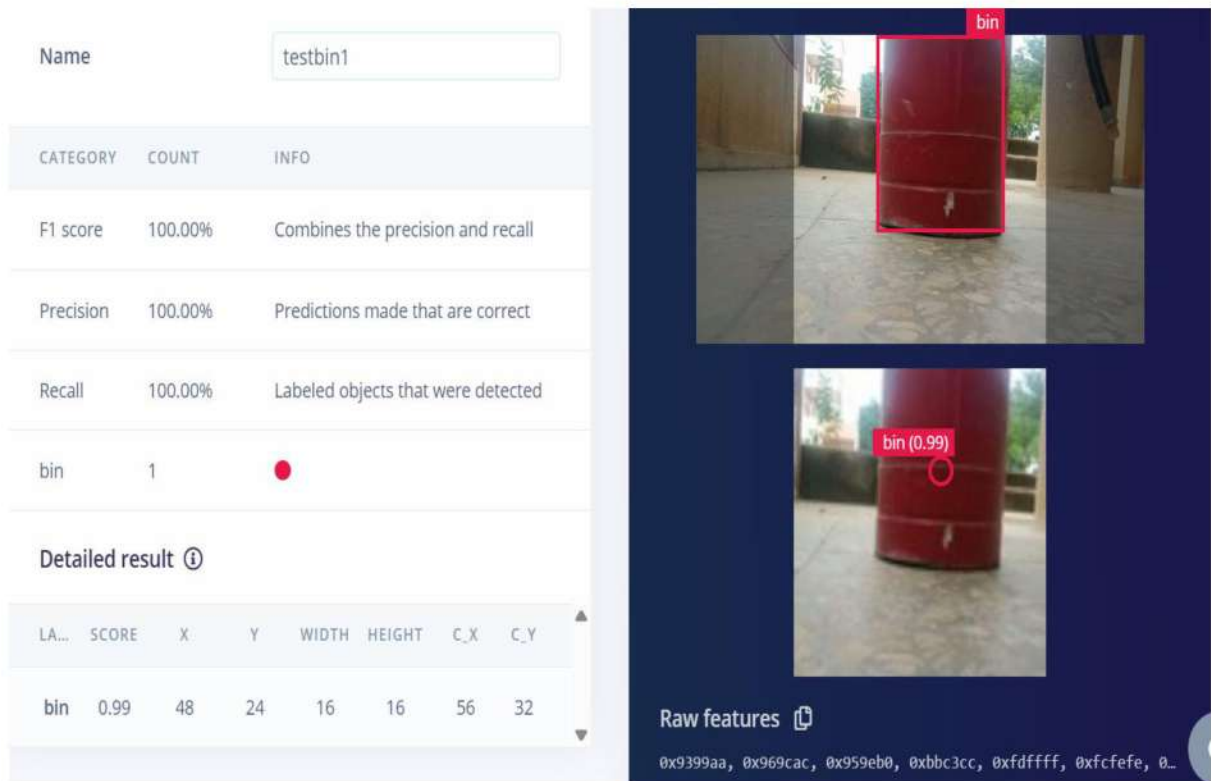 Name testbin1
CATEGORY COUNT INFO
F1 score 100.00% Combines the precision and recall
Precision 100.00% Predictions made that are correct
Recall 100.00% Labeled objects that were detected
bin 1
Detailed result
LA... SCORE X Y WIDTH HEIGHT C_X C_Y
bin 0.99 48 24 16 16 56 32
bin
bin (0.99)
Raw features
0x9399aa, 0x969cac, 0x959eb0, 0xbbc3cc, 0xfdffff, 0xfcfefe, 0…